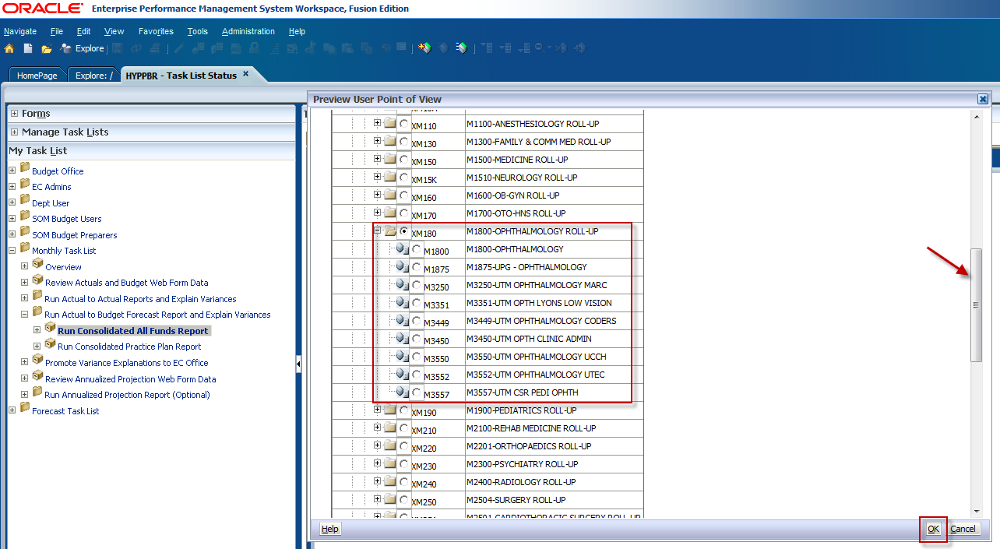 ORACLE® Enterprise Performance Management System Workspace, Fusion Edition
Navigate File Edit View Favorites Tools Administration Help
Explore
HomePage Explore: / HYPPBR - Task List Status
Forms
Manage Task Lists
My Task List
Budget Office
EC Admins
Dept User
SOM Budget Users
SOM Budget Preparers
Monthly Task List
Overview
Review Actuals and Budget Web Form Data
Run Actual to Actual Reports and Explain Variances
Run Actual to Budget Forecast Report and Explain Variances
Run Consolidated All Funds Report
Run Consolidated Practice Plan Report
Promote Variance Explanations to EC Office
Review Annualized Projection Web Form Data
Run Annualized Projection Report (Optional)
Forecast Task List
Preview User Point of View
XM110 M1100-ANESTHESIOLOGY ROLL-UP
XM130 M1300-FAMILY & COMM MED ROLL-UP
XM150 M1500-MEDICINE ROLL-UP
XM15K M1510-NEUROLOGY ROLL-UP
XM160 M1600-OB-GYN ROLL-UP
XM170 M1700-OTO-HNS ROLL-UP
XM180 M1800-OPHTHALMOLOGY ROLL-UP
M1800 M1800-OPHTHALMOLOGY
M1875 M1875-UPG - OPHTHALMOLOGY
M3250 M3250-UTM OPHTHALMOLOGY MARC
M3351 M3351-UTM OPTH LYONS LOW VISION
M3449 M3449-UTM OPHTHALMOLOGY CODERS
M3450 M3450-UTM OPTH CLINIC ADMIN
M3550 M3550-UTM OPHTHALMOLOGY UCCH
M3552 M3552-UTM OPHTHALMOLOGY UTEC
M3557 M3557-UTM CSR PEDI OPHTH
XM190 M1900-PEDIATRICS ROLL-UP
XM210 M2100-REHAB MEDICINE ROLL-UP
XM220 M2201-ORTHOPAEDICS ROLL-UP
XM230 M2300-PSYCHIATRY ROLL-UP
XM240 M2400-RADIOLOGY ROLL-UP
XM250 M2504-SURGERY ROLL-UP
M2501-CARDIOTHORACIC SURGERY ROLL-UP
Help OK Cancel